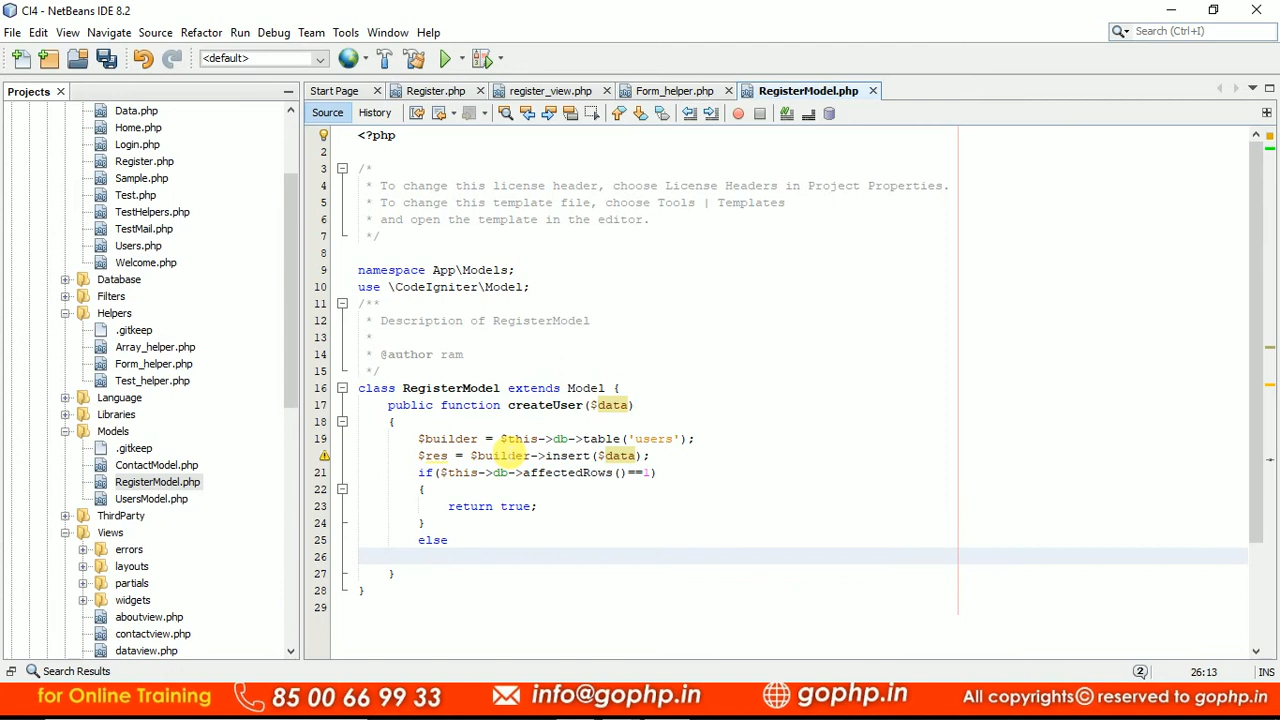 CI4 - NetBeans IDE 8.2
File Edit View Navigate Source Refactor Run Debug Team Tools Window Help
Search (Ctrl+I)
<default>
Projects
Start Page
Register.php
register_view.php
Form_helper.php
RegisterModel.php
Source
History
Data.php
Home.php
Login.php
Register.php
Sample.php
Test.php
TestHelpers.php
TestMail.php
Users.php
Welcome.php
Database
Filters
Helpers
.gitkeep
Array_helper.php
Form_helper.php
Test_helper.php
Language
Libraries
Models
.gitkeep
ContactModel.php
RegisterModel.php
UsersModel.php
ThirdParty
Views
errors
layouts
partials
widgets
aboutview.php
contactview.php
dataview.php
<?php
2
3 /*
4 * To change this license header, choose License Headers in Project Properties.
5 * To change this template file, choose Tools | Templates
6 * and open the template in the editor.
7 */
8
9 namespace App\Models;
10 use \CodeIgniter\Model;
11 /**
12 * Description of RegisterModel
13 *
14 * @author ram
15 */
16 class RegisterModel extends Model {
17 public function createUser($data)
18 {
19 $builder = $this->db->table('users');
$res = $builder->insert($data);
21 if($this->db->affectedRows()==1)
22 {
23 return true;
24 }
25 else
26
27 }
28 }
29
Search Results
2
26:13
INS
for Online Training
85 00 66 99 33
info@gophp.in
gophp.in
All copyrights© reserved to gophp.in